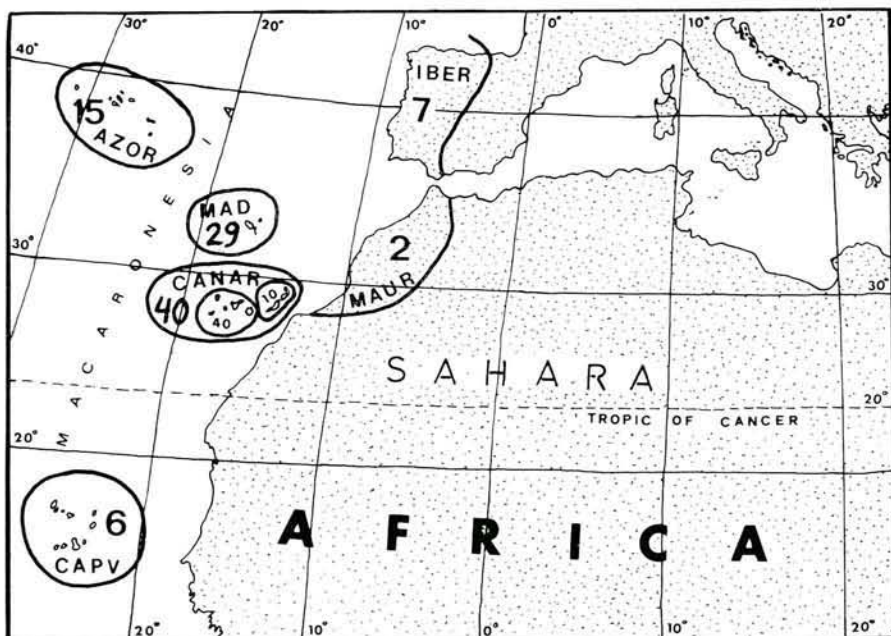 30° 20° 10° 0° 10° 20°
40° 40°
IBER
7
15
AZOR
MACARONESIA
MAD
29
30° 30°
2
MAUR
CANAR
40
40
10
SAHARA
20°
TROPIC OF CANCER
20°
6
CAPV
AFRICA
20° 10° 0° 10° 20°